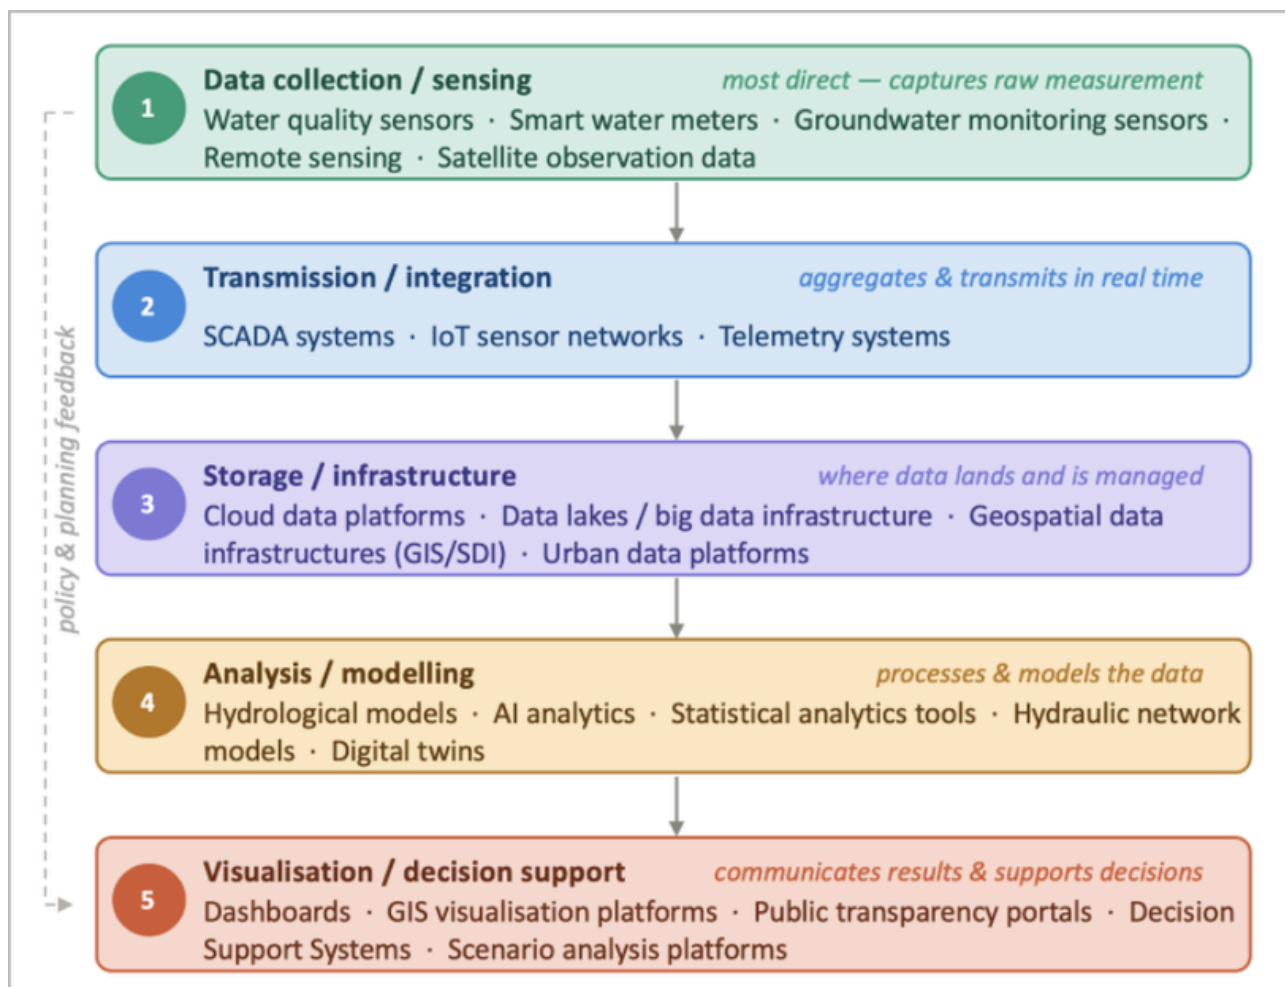 1
Data collection / sensing
most direct — captures raw measurement
Water quality sensors · Smart water meters · Groundwater monitoring sensors ·
Remote sensing · Satellite observation data
2
Transmission / integration
aggregates & transmits in real time
SCADA systems · IoT sensor networks · Telemetry systems
policy & planning feedback
3
Storage / infrastructure
where data lands and is managed
Cloud data platforms · Data lakes / big data infrastructure · Geospatial data
infrastructures (GIS/SDI) · Urban data platforms
4
Analysis / modelling
processes & models the data
Hydrological models · AI analytics · Statistical analytics tools · Hydraulic network
models · Digital twins
5
Visualisation / decision support
communicates results & supports decisions
Dashboards · GIS visualisation platforms · Public transparency portals · Decision
Support Systems · Scenario analysis platforms